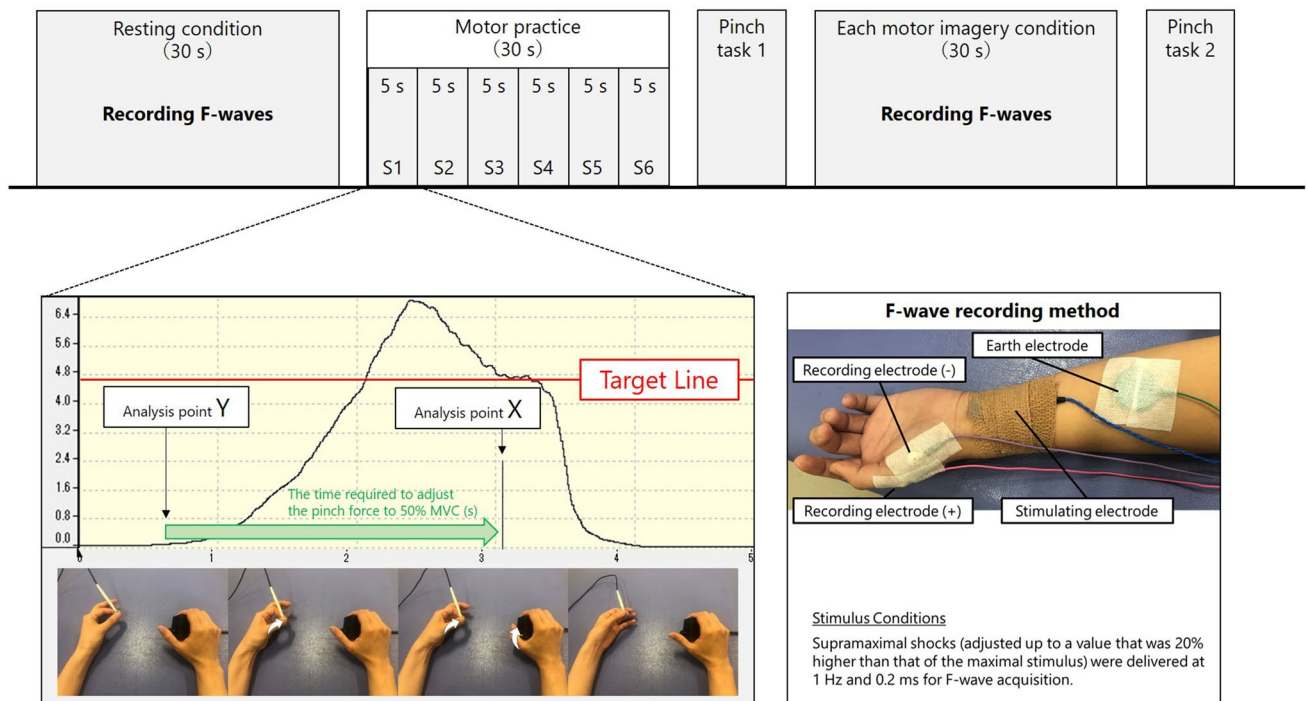 Resting condition
(30 s)
Recording F-waves
Motor practice
(30 s)
5 s 5 s 5 s 5 s 5 s 5 s
S1 S2 S3 S4 S5 S6
Pinch
task 1
Each motor imagery condition
(30 s)
Recording F-waves
Pinch
task 2
6.4
5.6
4.8
4.0
3.2
2.4
1.6
0.8
0.0
Target Line
Analysis point Y
Analysis point X
The time required to adjust
the pinch force to 50% MVC (s)
0 1 2 3 4 5
F-wave recording method
Earth electrode
Recording electrode (-)
Recording electrode (+)
Stimulating electrode
Stimulus Conditions
Supramaximal shocks (adjusted up to a value that was 20%
higher than that of the maximal stimulus) were delivered at
1 Hz and 0.2 ms for F-wave acquisition.